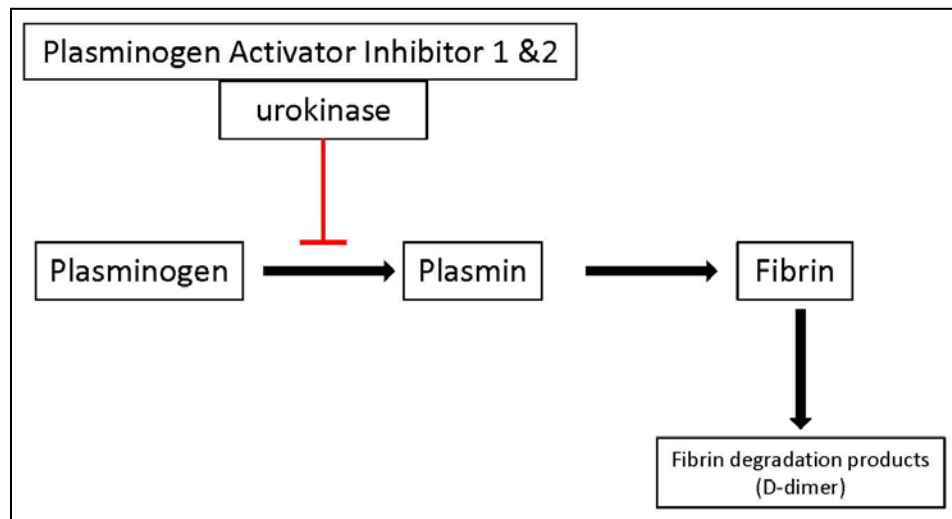 Plasminogen Activator Inhibitor 1 &2
urokinase
Plasminogen
Plasmin
Fibrin
Fibrin degradation products
(D-dimer)